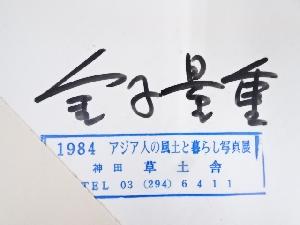 金子量重
1984 アジア人の風土と暮らし写真展
神田 草土舎
TEL 03 (294) 6411